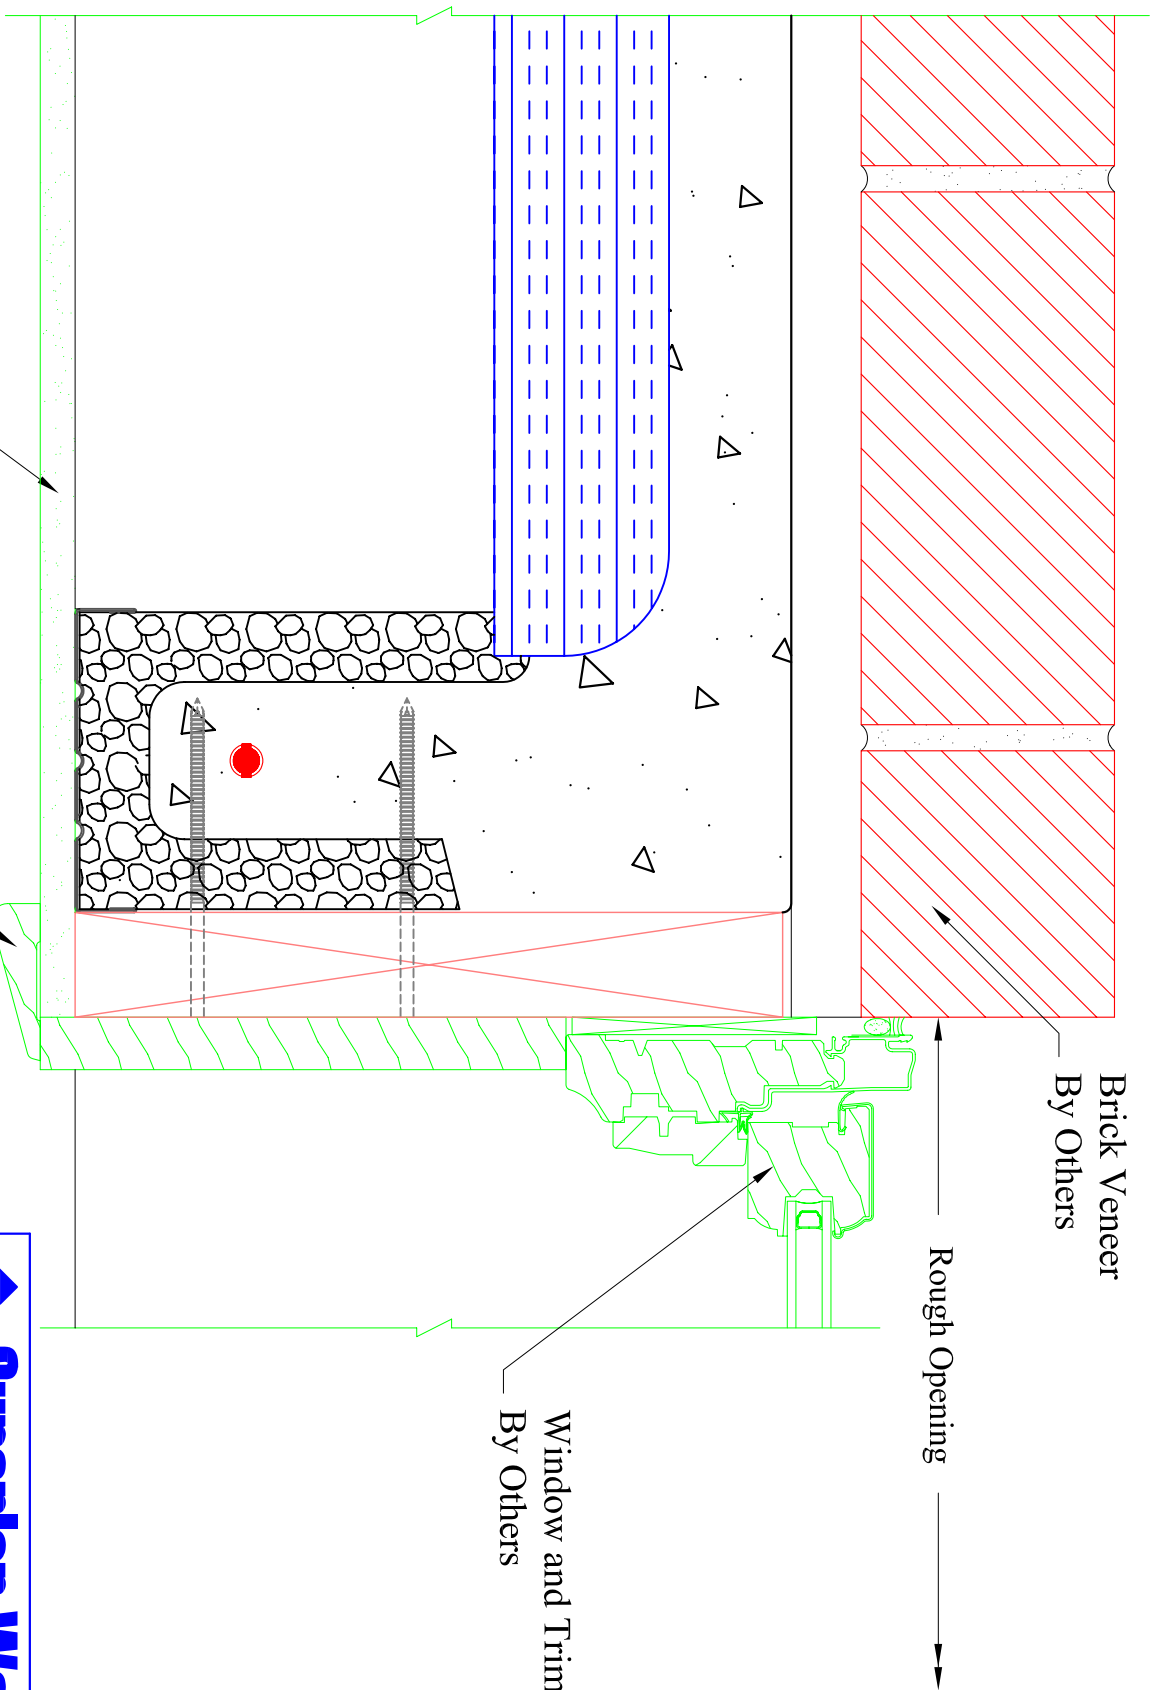 Brick Veneer
By Others
Rough Opening
Window and Trim
By Others